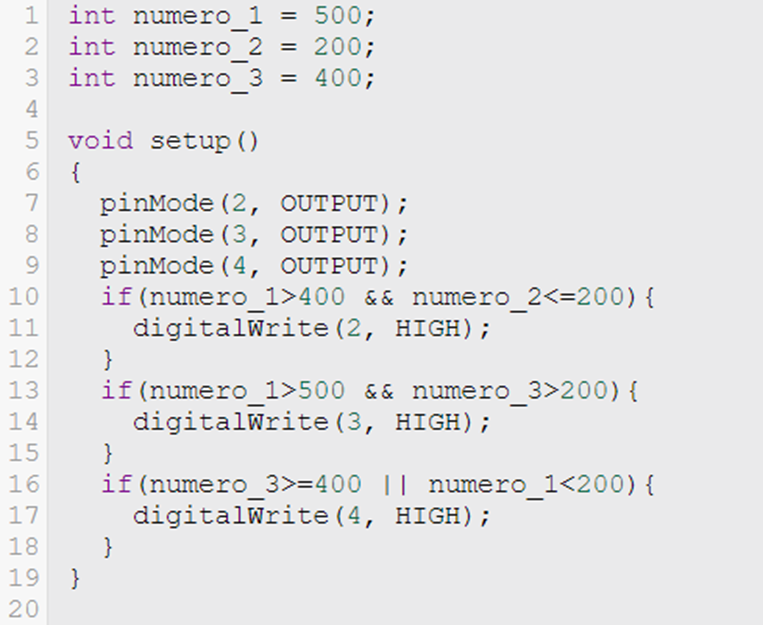 1 int numero_1 = 500;
2 int numero_2 = 200;
3 int numero_3 = 400;
4
5 void setup()
6 {
7   pinMode(2, OUTPUT);
8   pinMode(3, OUTPUT);
9   pinMode(4, OUTPUT);
10   if(numero_1>400 && numero_2<=200){
11     digitalWrite(2, HIGH);
12   }
13   if(numero_1>500 && numero_3>200){
14     digitalWrite(3, HIGH);
15   }
16   if(numero_3>=400 || numero_1<200){
17     digitalWrite(4, HIGH);
18   }
19 }
20